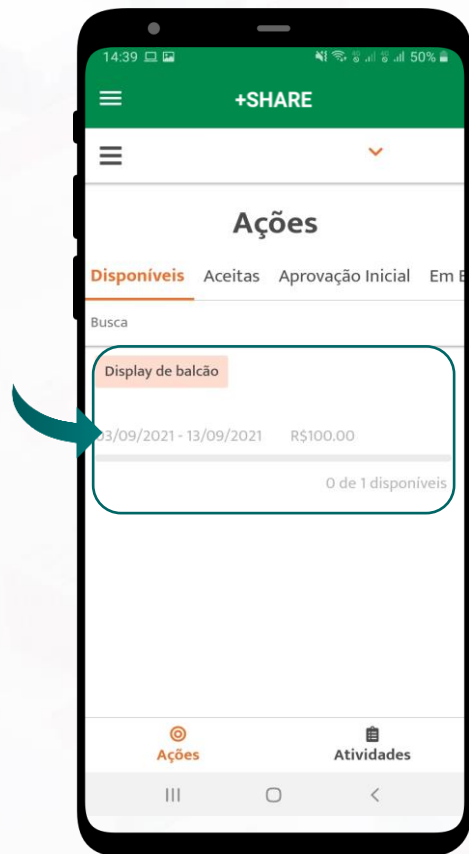 14:39 50%
+SHARE
Ações
Disponíveis Aceitas Aprovação Inicial Em E
Busca
Display de balcão
03/09/2021 - 13/09/2021 R$100.00
0 de 1 disponíveis
Ações Atividades